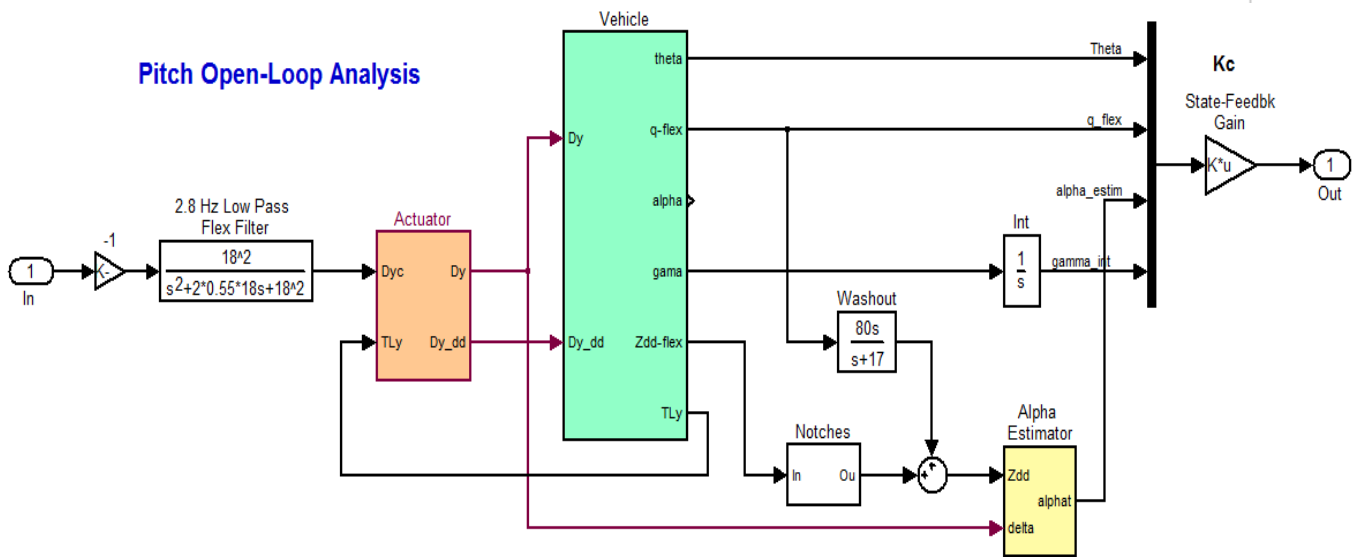 Pitch Open-Loop Analysis
Vehicle
theta
q-flex
alpha
gama
Zdd-flex
TLy
Dy
Dy_dd
Theta
q_flex
alpha_estim
gamma_int
Kc
State-Feedbk
Gain
K*u
1
Out
2.8 Hz Low Pass
Flex Filter
18^2
s2+2*0.55*18s+18^2
-1
K-
1
In
Actuator
Dyc
Dy
TLy
Dy_dd
Int
1
s
Washout
80s
s+17
Notches
In
Ou
+
+
Alpha
Estimator
Zdd
alphat
delta